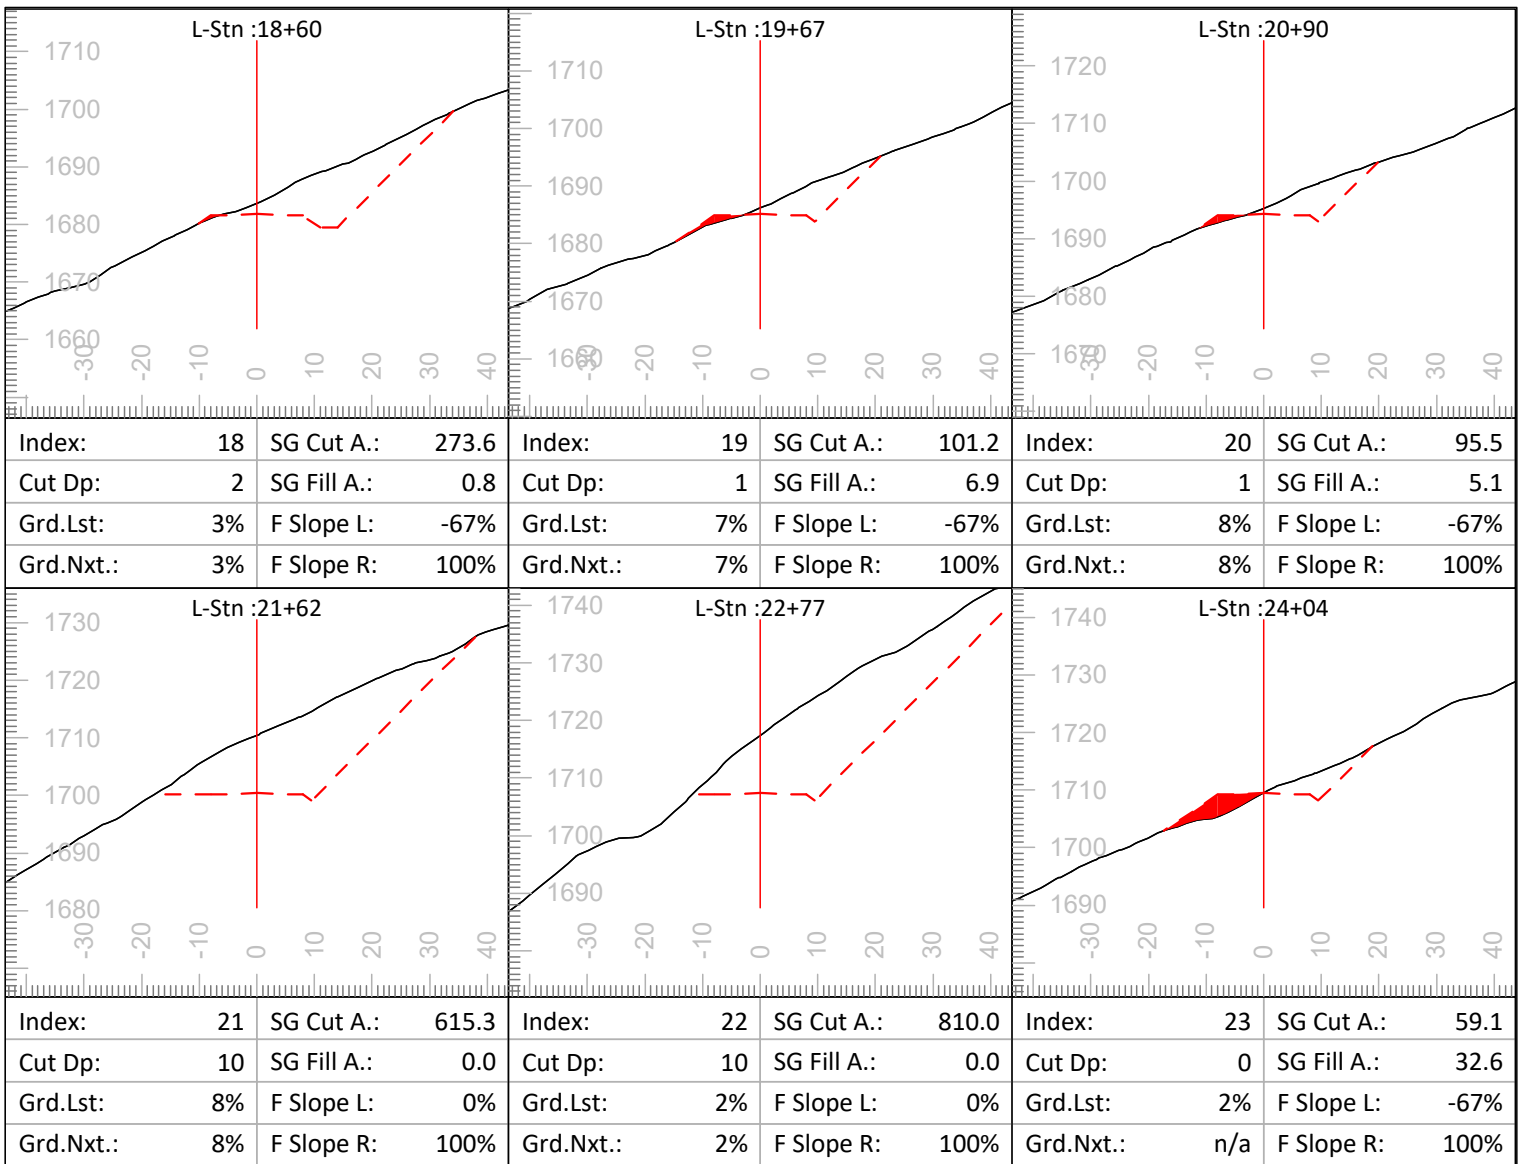 L-Stn :18+60
1710
1700
1690
1680
1670
1660
-30 -20 -10 0 10 20 30 40
Index: 18 SG Cut A.: 273.6
Cut Dp: 2 SG Fill A.: 0.8
Grd.Lst: 3% F Slope L: -67%
Grd.Nxt.: 3% F Slope R: 100%
L-Stn :19+67
1710
1700
1690
1680
1670
1660
-30 -20 -10 0 10 20 30 40
Index: 19 SG Cut A.: 101.2
Cut Dp: 1 SG Fill A.: 6.9
Grd.Lst: 7% F Slope L: -67%
Grd.Nxt.: 7% F Slope R: 100%
L-Stn :20+90
1720
1710
1700
1690
1680
1670
-30 -20 -10 0 10 20 30 40
Index: 20 SG Cut A.: 95.5
Cut Dp: 1 SG Fill A.: 5.1
Grd.Lst: 8% F Slope L: -67%
Grd.Nxt.: 8% F Slope R: 100%
L-Stn :21+62
1730
1720
1710
1700
1690
1680
-30 -20 -10 0 10 20 30 40
Index: 21 SG Cut A.: 615.3
Cut Dp: 10 SG Fill A.: 0.0
Grd.Lst: 8% F Slope L: 0%
Grd.Nxt.: 8% F Slope R: 100%
L-Stn :22+77
1740
1730
1720
1710
1700
1690
-30 -20 -10 0 10 20 30 40
Index: 22 SG Cut A.: 810.0
Cut Dp: 10 SG Fill A.: 0.0
Grd.Lst: 2% F Slope L: 0%
Grd.Nxt.: 2% F Slope R: 100%
L-Stn :24+04
1740
1730
1720
1710
1700
1690
-30 -20 -10 0 10 20 30 40
Index: 23 SG Cut A.: 59.1
Cut Dp: 0 SG Fill A.: 32.6
Grd.Lst: 2% F Slope L: -67%
Grd.Nxt.: n/a F Slope R: 100%